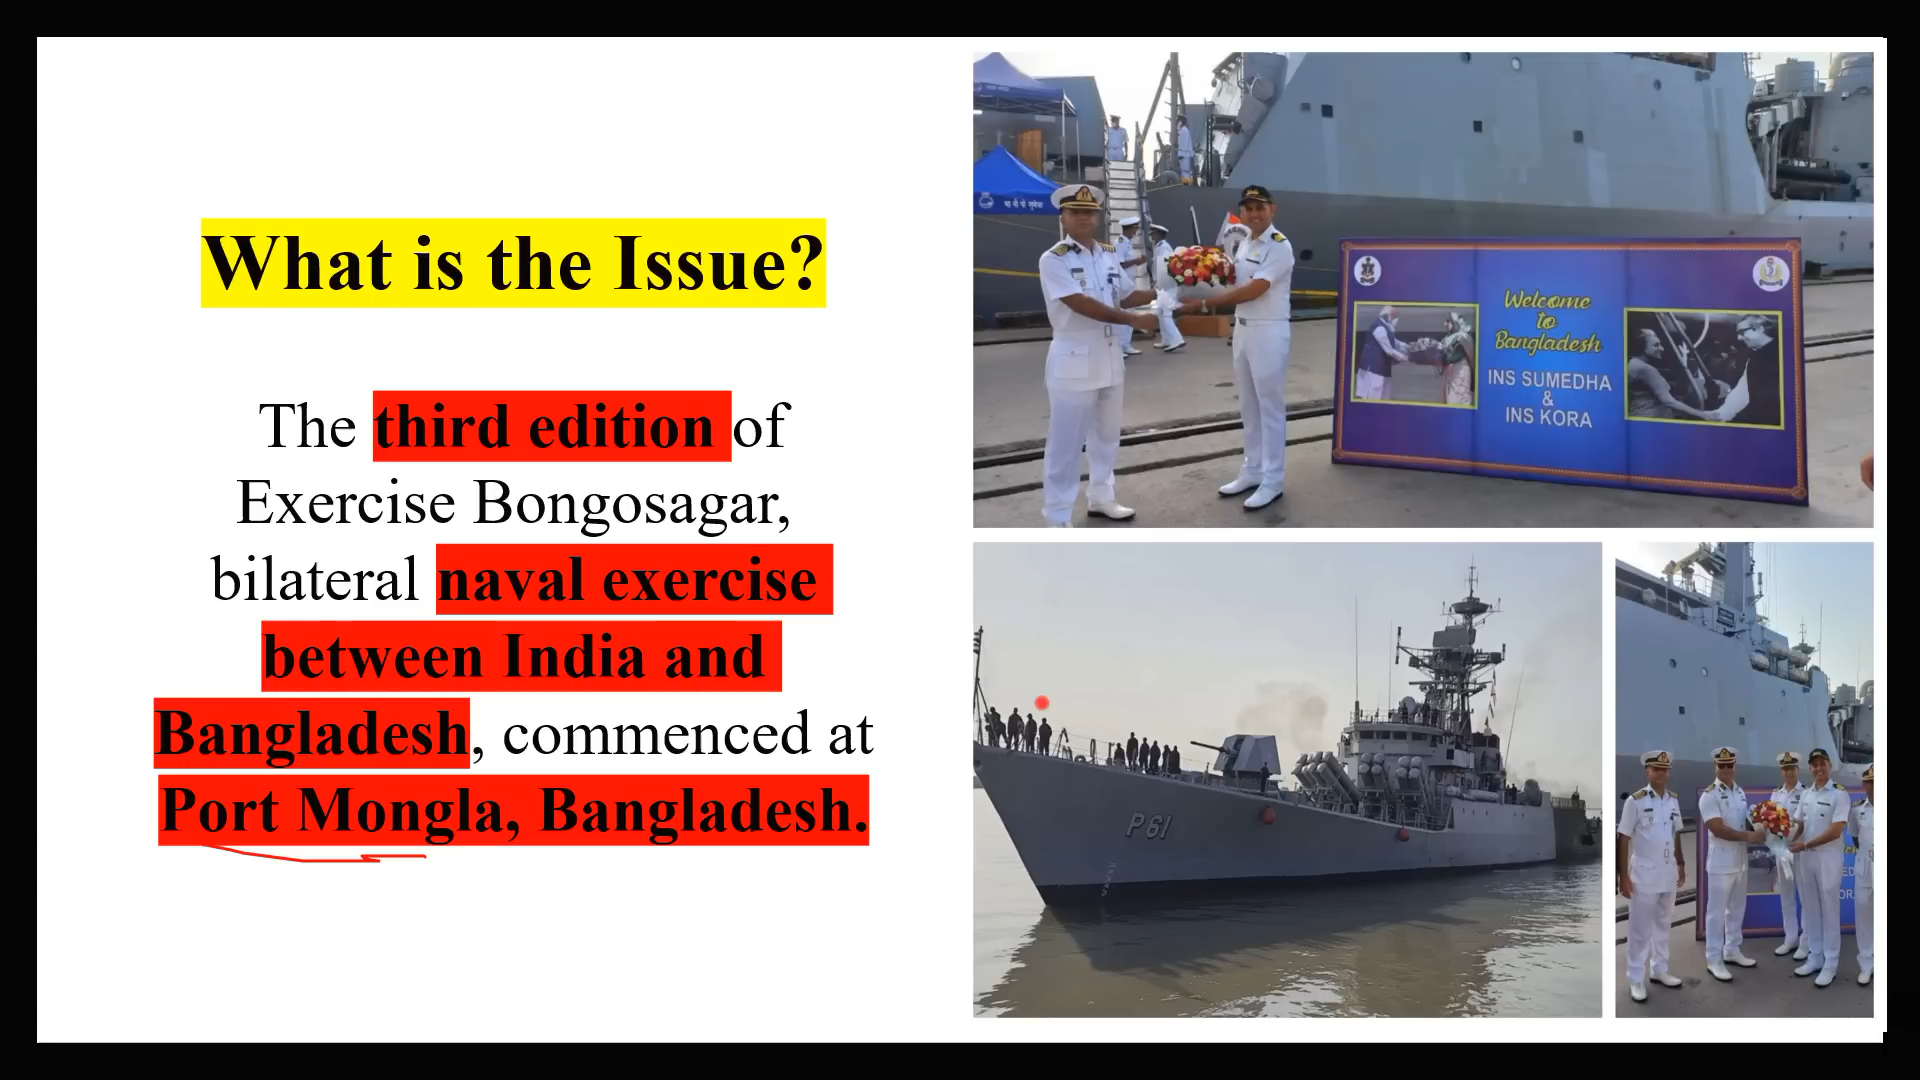 What is the Issue?
The third edition of
Exercise Bongosagar,
bilateral naval exercise
between India and
Bangladesh, commenced at
Port Mongla, Bangladesh.
Welcome
to
Bangladesh
INS SUMEDHA
&
INS KORA
P61